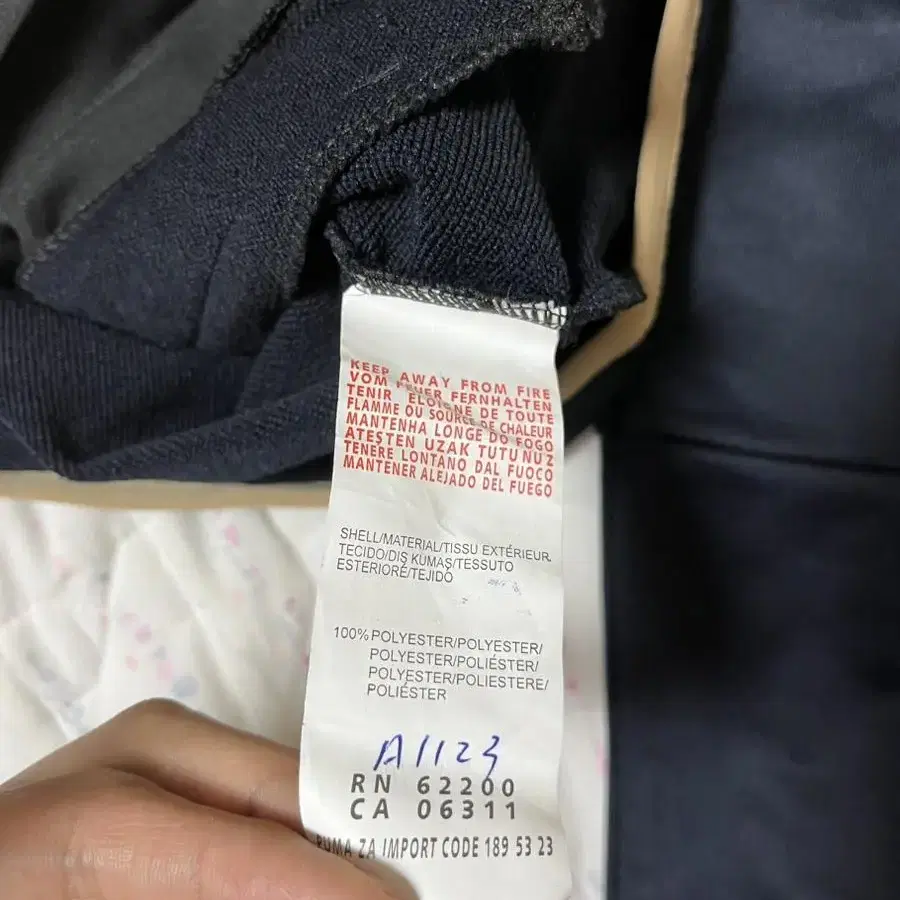 KEEP AWAY FROM FIRE
VOM FEUER FERNHALTEN
TENIR ELOIGNE DE TOUTE
FLAMME OU SOURCE DE CHALEUR
MANTENHA LONGE DO FOGO
ATEŞTEN UZAK TUTUNUZ
TENERE LONTANO DAL FUOCO
MANTENER ALEJADO DEL FUEGO
SHELL/MATERIAL/TISSU EXTÉRIEUR
TECIDO/DIŞ KUMAŞ/TESSUTO
ESTERIORE/TEJIDO
100% POLYESTER/POLYESTER/
POLYESTER/POLIÉSTER/
POLYESTER/POLIESTERE/
POLIÉSTER
A1123
RN 62200
CA 06311
PUMA ZA IMPORT CODE 189 53 23